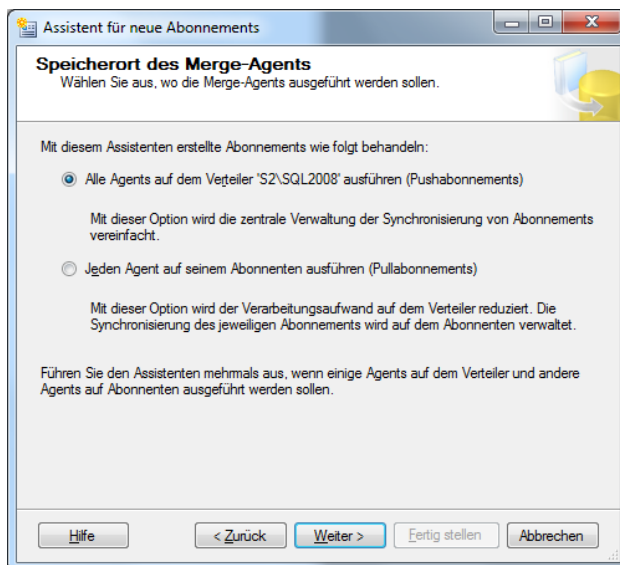 Assistent für neue Abonnements
Speicherort des Merge-Agents
Wählen Sie aus, wo die Merge-Agents ausgeführt werden sollen.
Mit diesem Assistenten erstellte Abonnements wie folgt behandeln:
Alle Agents auf dem Verteiler 'S2\SQL2008' ausführen (Pushabonnements)
Mit dieser Option wird die zentrale Verwaltung der Synchronisierung von Abonnements
vereinfacht.
Jeden Agent auf seinem Abonnenten ausführen (Pullabonnements)
Mit dieser Option wird der Verarbeitungsaufwand auf dem Verteiler reduziert. Die
Synchronisierung des jeweiligen Abonnements wird auf dem Abonnenten verwaltet.
Führen Sie den Assistenten mehrmals aus, wenn einige Agents auf dem Verteiler und andere
Agents auf Abonnenten ausgeführt werden sollen.
Hilfe
< Zurück
Weiter >
Fertig stellen
Abbrechen